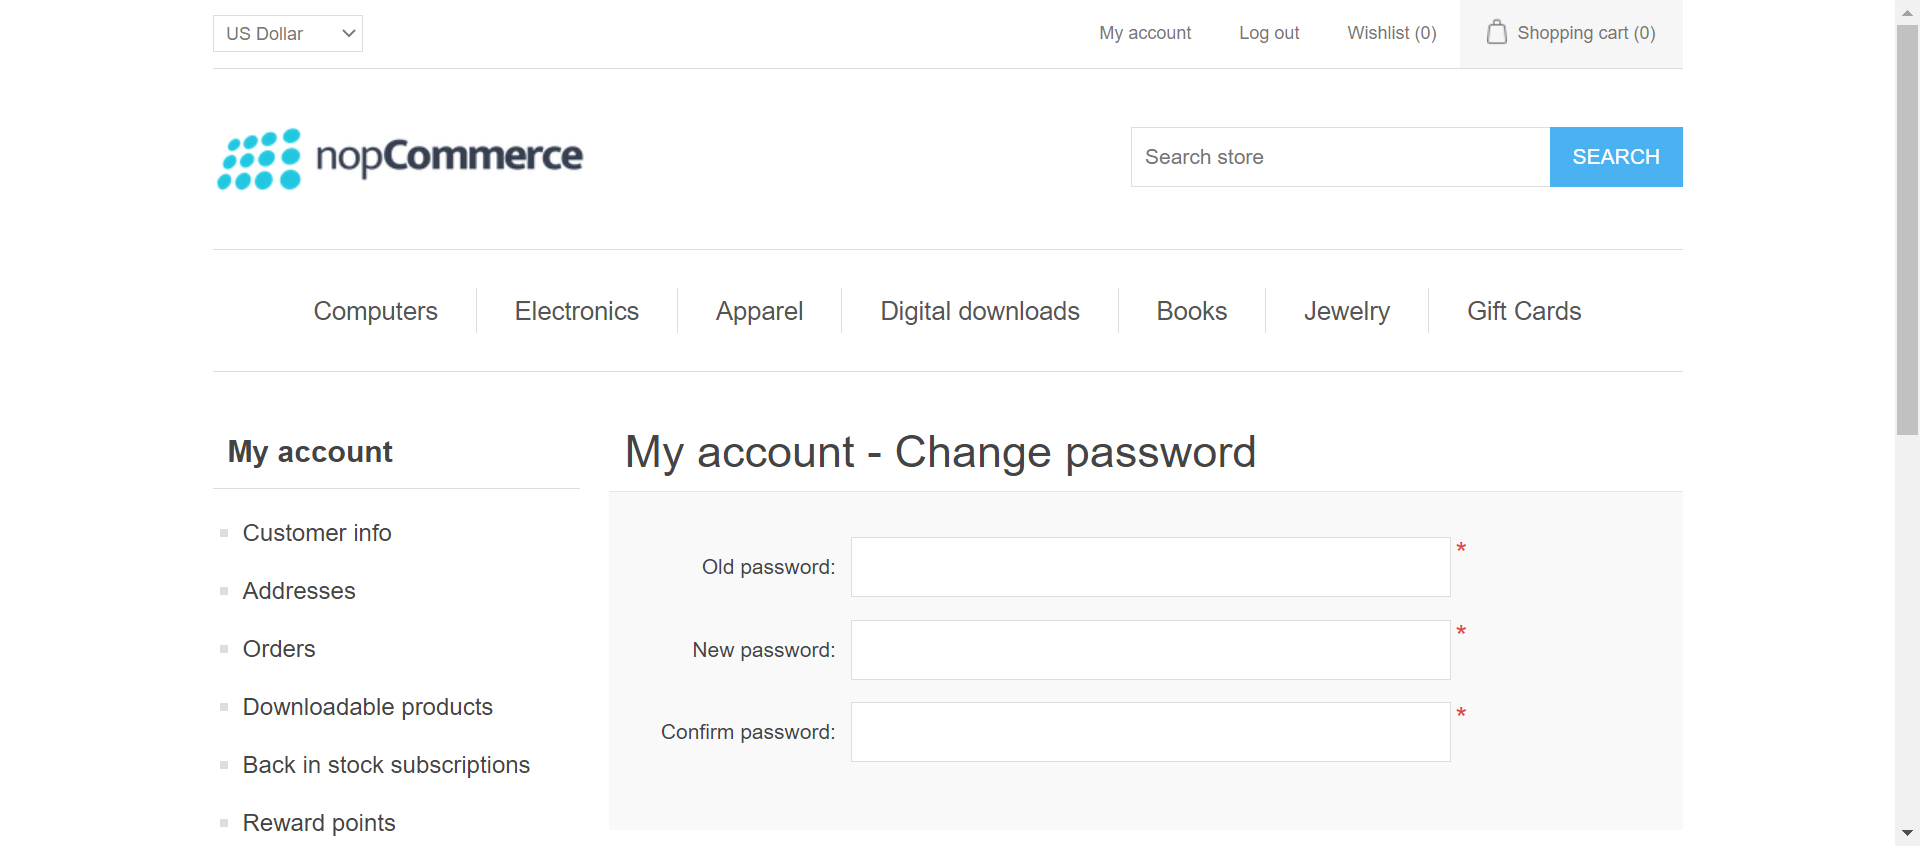 US Dollar
My account
Log out
Wishlist (0)
Shopping cart (0)
nopCommerce
Search store
SEARCH
Computers
Electronics
Apparel
Digital downloads
Books
Jewelry
Gift Cards
My account
Customer info
Addresses
Orders
Downloadable products
Back in stock subscriptions
Reward points
My account - Change password
Old password: *
New password: *
Confirm password: *